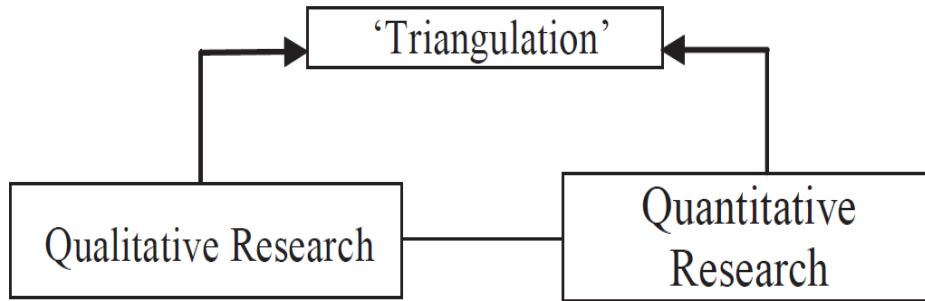 ‘Triangulation’
Qualitative Research
Quantitative
Research